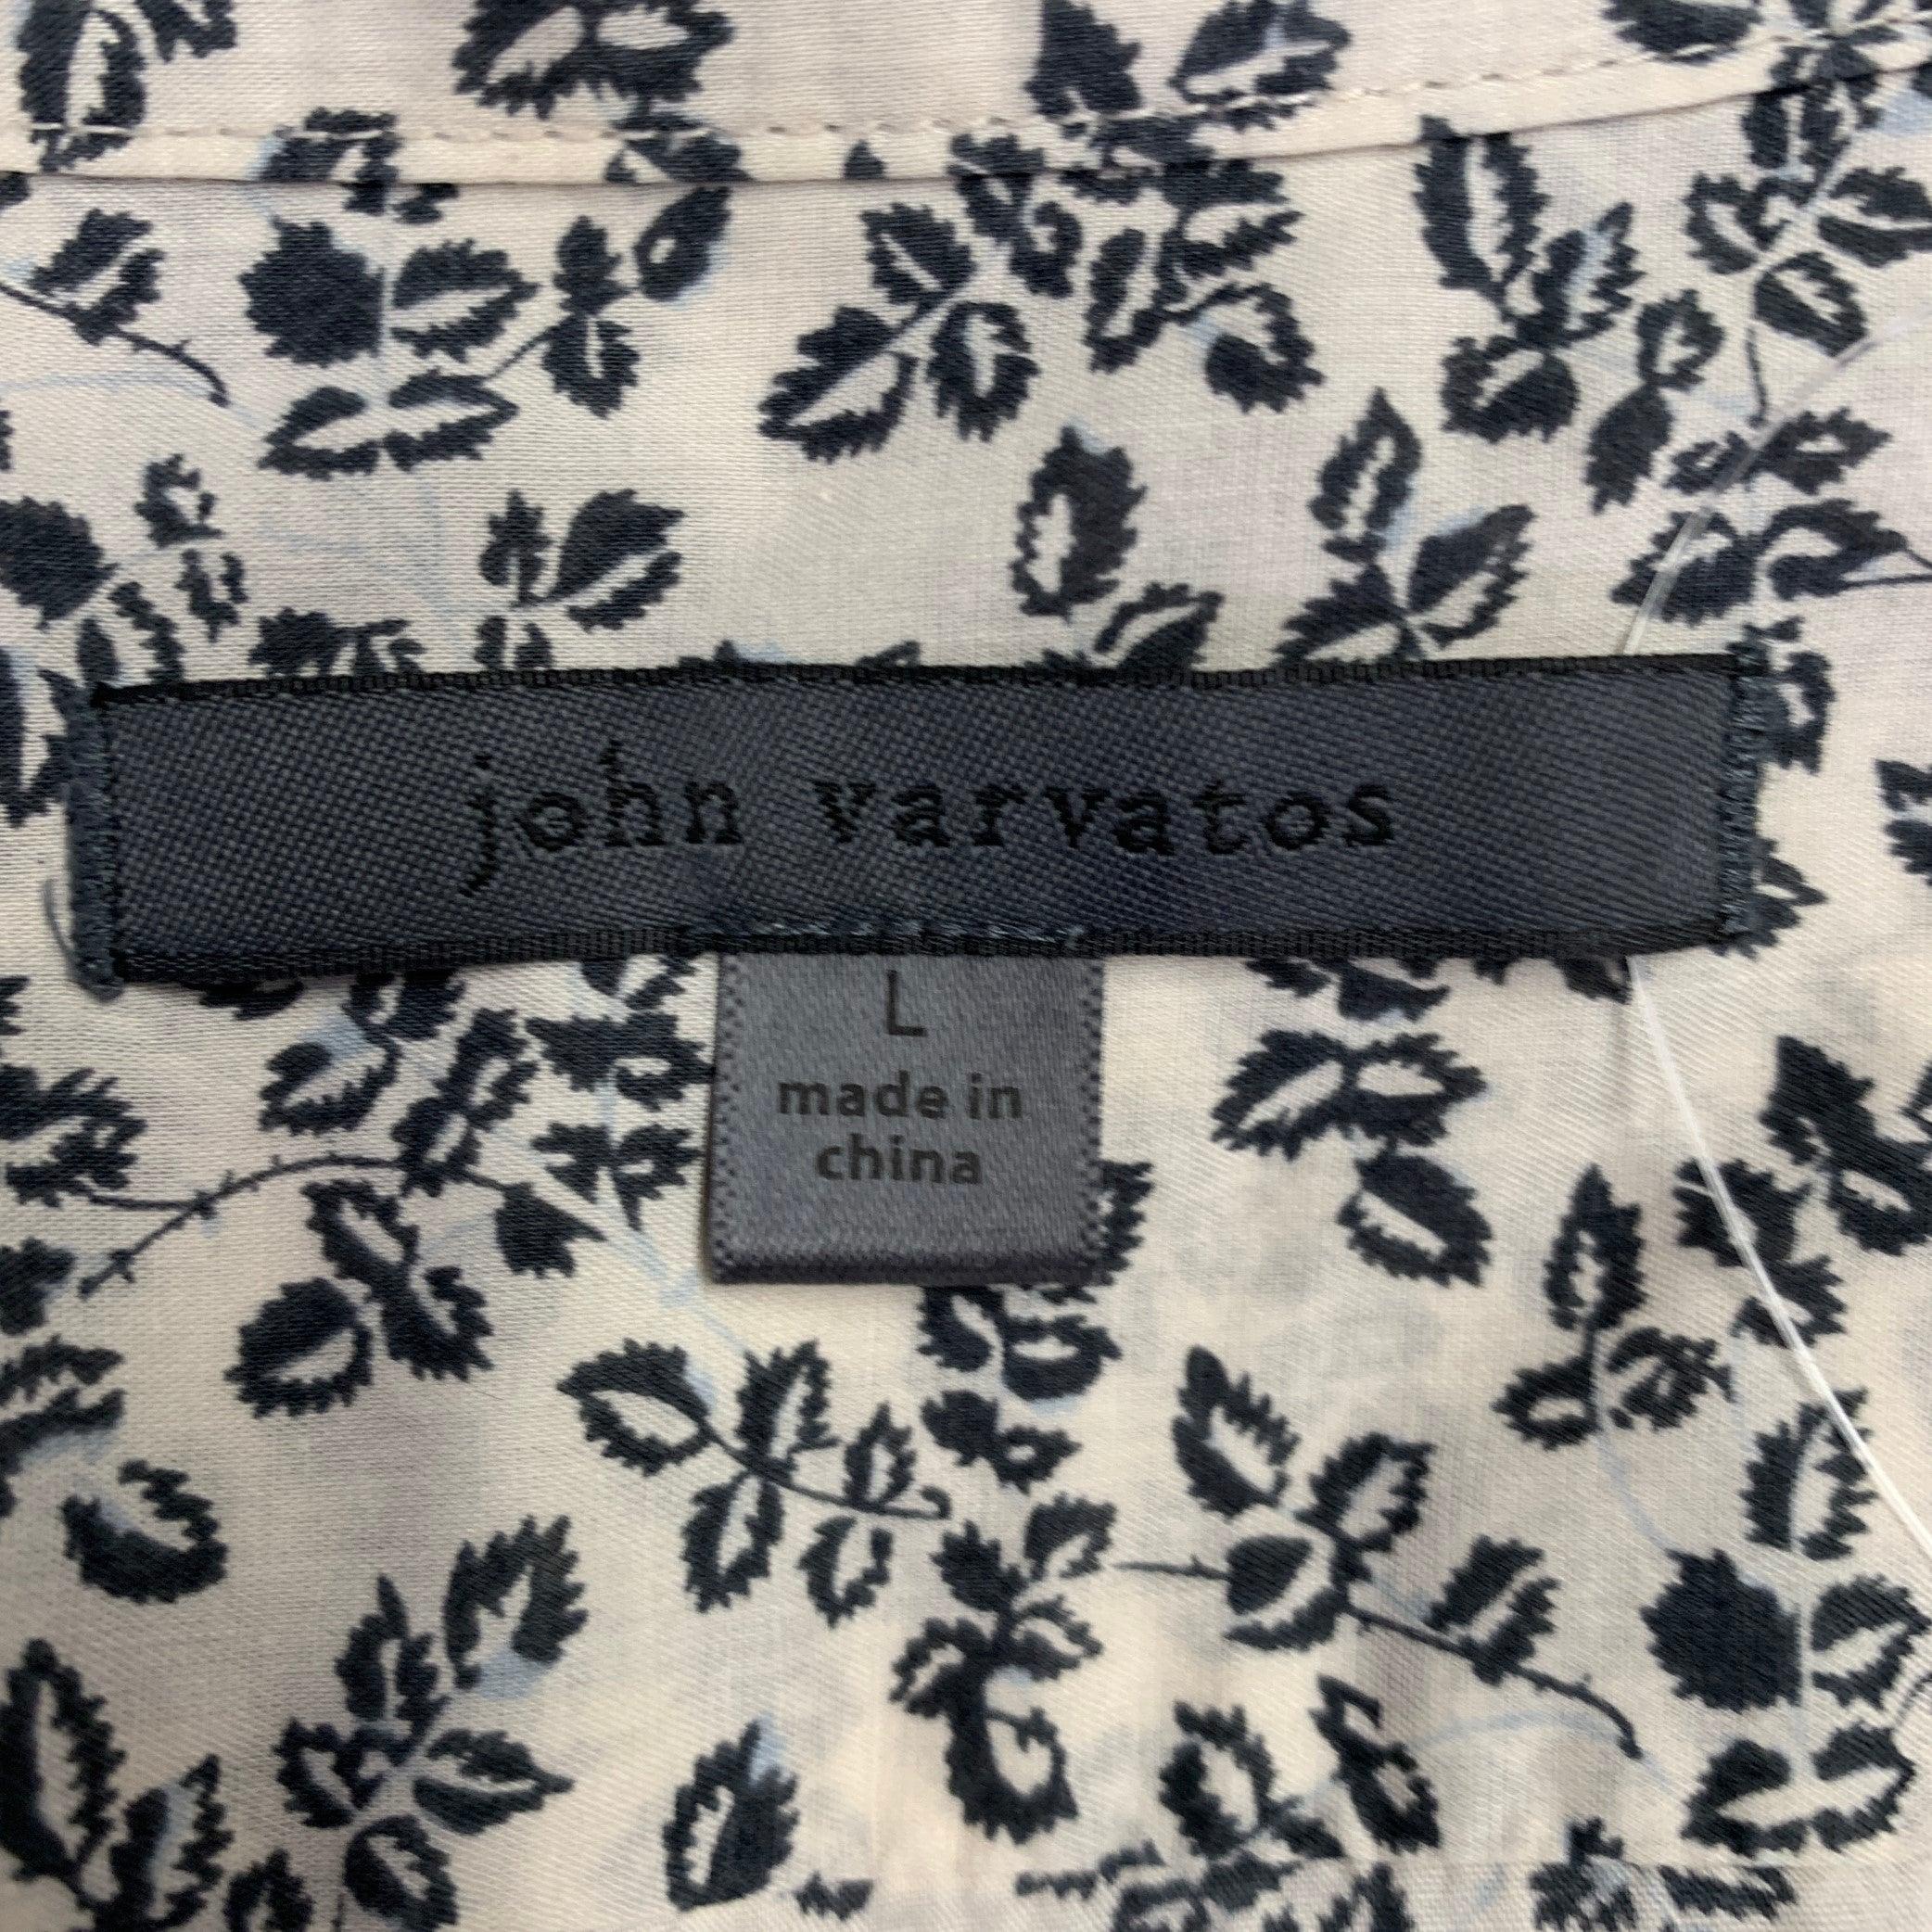 john varvatos
L
made in
china